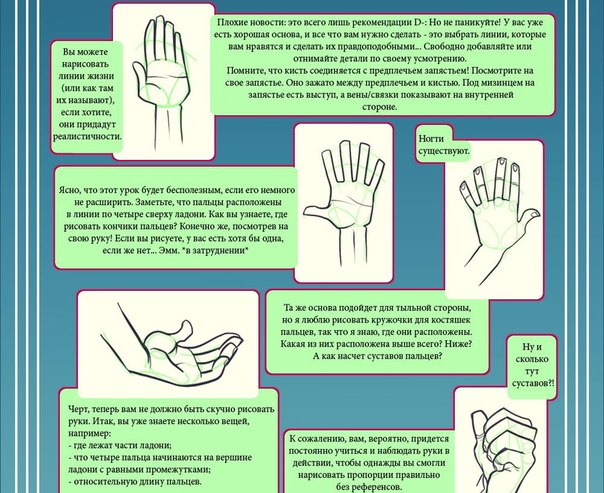 Плохие новости: это всего лишь рекомендации D-: Но не паникуйте! У вас уже
есть хорошая основа, и все что вам нужно сделать - это выбрать линии, которые
вам нравятся и сделать их правдоподобными... Свободно добавляйте или
отнимайте детали по своему усмотрению.
Помните, что кисть соединяется с предплечьем запястьем! Посмотрите на
свое запястье. Оно зажато между предплечьем и кистью. Под мизинцем на
запястье есть выступ, а вены/связки показывают на внутренней
стороне.
Вы можете
нарисовать
линии жизни
(или как там
их называют),
если хотите,
они придадут
реалистичности.
Ногти
существуют.
Ясно, что этот урок будет бесполезным, если его немного
не расширить. Заметьте, что пальцы расположены
в линии по четыре сверху ладони. Как вы узнаете, где
рисовать кончики пальцев? Конечно же, посмотрев на
свою руку! Если вы рисуете, у вас есть хотя бы одна,
если же нет... Эмм. *в затруднении*
Та же основа подойдет для тыльной стороны,
но я люблю рисовать кружочки для костяшек
пальцев, так что я знаю, где они расположены.
Какая из них расположена выше всего? Ниже?
А как насчет суставов пальцев?
Ну и
сколько
тут
суставов?!
Черт, теперь вам не должно быть скучно рисовать
руки. Итак, вы уже знаете несколько вещей,
например:
- где лежат части ладони;
- что четыре пальца начинаются на вершине
ладони с равными промежутками;
- относительную длину пальцев.
К сожалению, вам, вероятно, придется
постоянно учиться и наблюдать руки в
действии, чтобы однажды вы смогли
нарисовать пропорции правильно
без референсов.